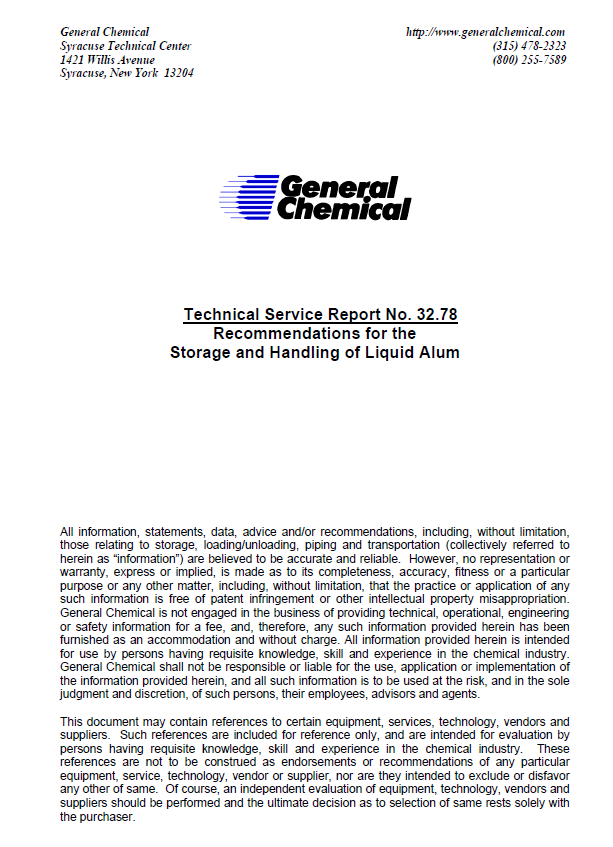 General Chemical
Syracuse Technical Center
1421 Willis Avenue
Syracuse, New York  13204
http://www.generalchemical.com
(315) 478-2323
(800) 255-7589
General
Chemical
Technical Service Report No. 32.78
Recommendations for the
Storage and Handling of Liquid Alum
All information, statements, data, advice and/or recommendations, including, without limitation,
those relating to storage, loading/unloading, piping and transportation (collectively referred to
herein as “information”) are believed to be accurate and reliable.  However, no representation or
warranty, express or implied, is made as to its completeness, accuracy, fitness or a particular
purpose or any other matter, including, without limitation, that the practice or application of any
such information is free of patent infringement or other intellectual property misappropriation.
General Chemical is not engaged in the business of providing technical, operational, engineering
or safety information for a fee, and, therefore, any such information provided herein has been
furnished as an accommodation and without charge. All information provided herein is intended
for use by persons having requisite knowledge, skill and experience in the chemical industry.
General Chemical shall not be responsible or liable for the use, application or implementation of
the information provided herein, and all such information is to be used at the risk, and in the sole
judgment and discretion, of such persons, their employees, advisors and agents.
This document may contain references to certain equipment, services, technology, vendors and
suppliers.  Such references are included for reference only, and are intended for evaluation by
persons having requisite knowledge, skill and experience in the chemical industry.  These
references are not to be construed as endorsements or recommendations of any particular
equipment, service, technology, vendor or supplier, nor are they intended to exclude or disfavor
any other of same.  Of course, an independent evaluation of equipment, technology, vendors and
suppliers should be performed and the ultimate decision as to selection of same rests solely with
the purchaser.